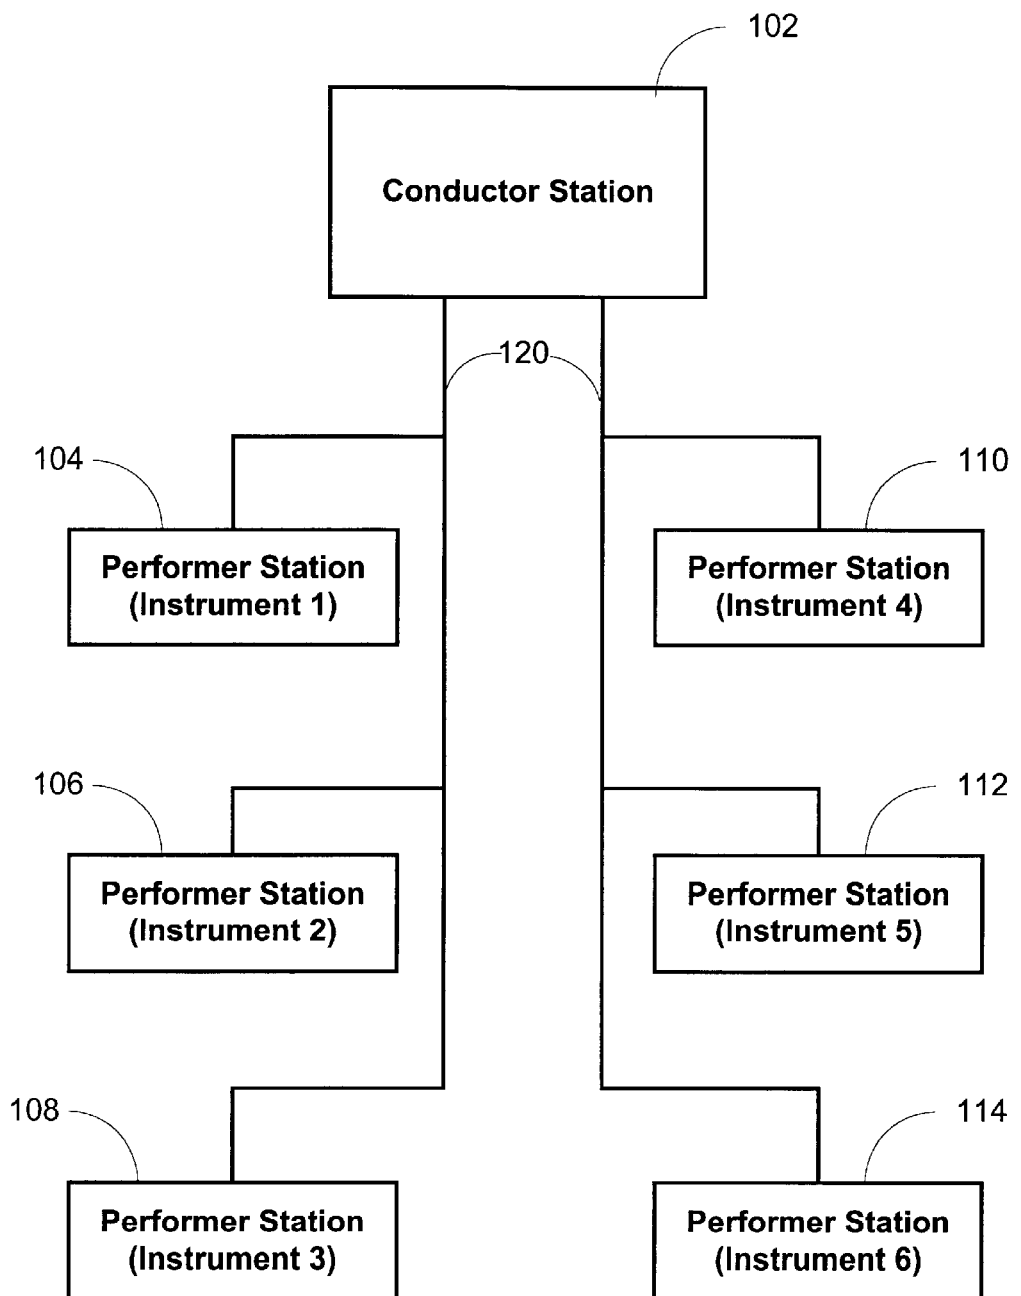 102
Conductor Station
120
104
110
Performer Station
(Instrument 1)
Performer Station
(Instrument 4)
106
112
Performer Station
(Instrument 2)
Performer Station
(Instrument 5)
108
114
Performer Station
(Instrument 3)
Performer Station
(Instrument 6)